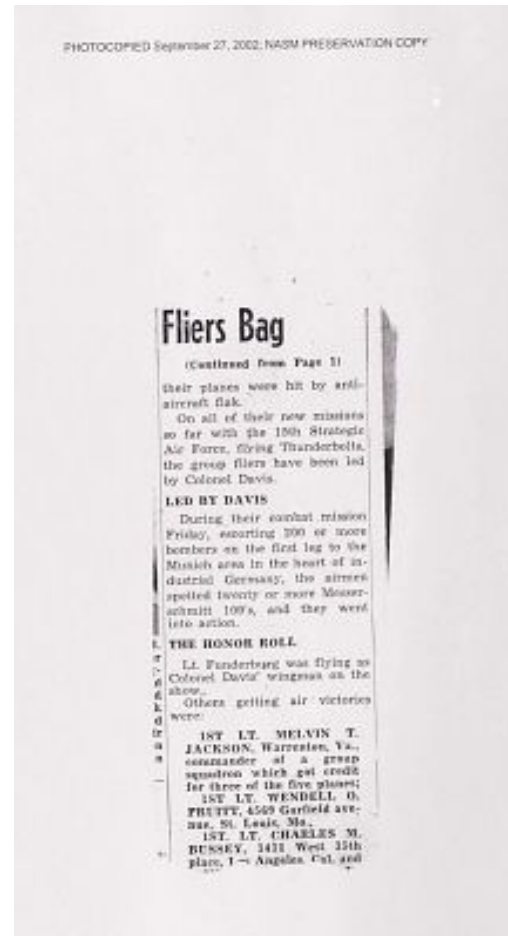 PHOTOCOPIED September 27, 2002; NASM PRESERVATION COPY
Fliers Bag
(Continued from Page 1)
their planes were hit by anti-
aircraft flak.
On all of their new missions
so far with the 15th Strategic
Air Force, flying Thunderbolts,
the group fliers have been led
by Colonel Davis.
LED BY DAVIS
During their combat mission
Friday, escorting 200 or more
bombers on the first leg to the
Munich area in the heart of in-
dustrial Germany, the airmen
spotted twenty or more Messer-
schmitt 109's, and they went
into action.
THE HONOR ROLL
Lt. Funderburg was flying as
Colonel Davis' wingman on the
show.
Others getting air victories
were:
1ST LT. MELVIN T.
JACKSON, Warrenton, Va.,
commander of a group
squadron which got credit
for three of the five planes;
1ST LT. WENDELL O.
PRUITT, 4569 Garfield ave-
nue, St. Louis, Mo.,
1ST. LT. CHARLES M.
BUSSEY, 1431 West 35th
place, Angeles, Cal. and